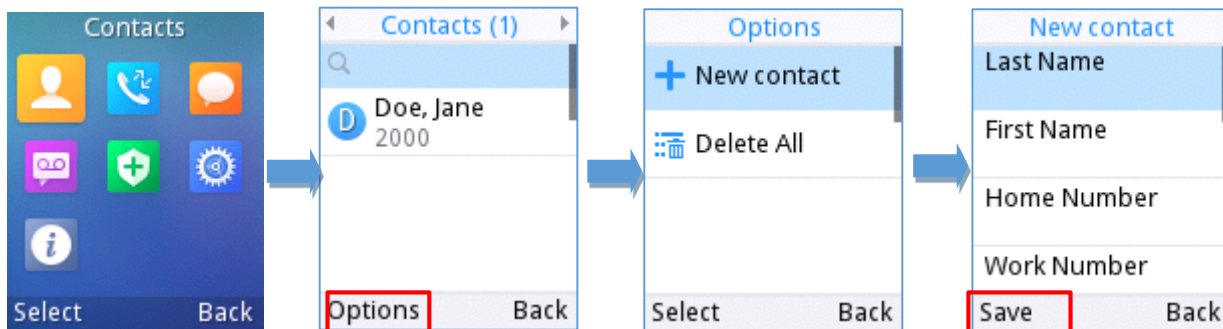 Contacts
Select Back
Contacts (1)
D
Doe, Jane
2000
Options Back
Options
New contact
Delete All
Select Back
New contact
Last Name
First Name
Home Number
Work Number
Save Back